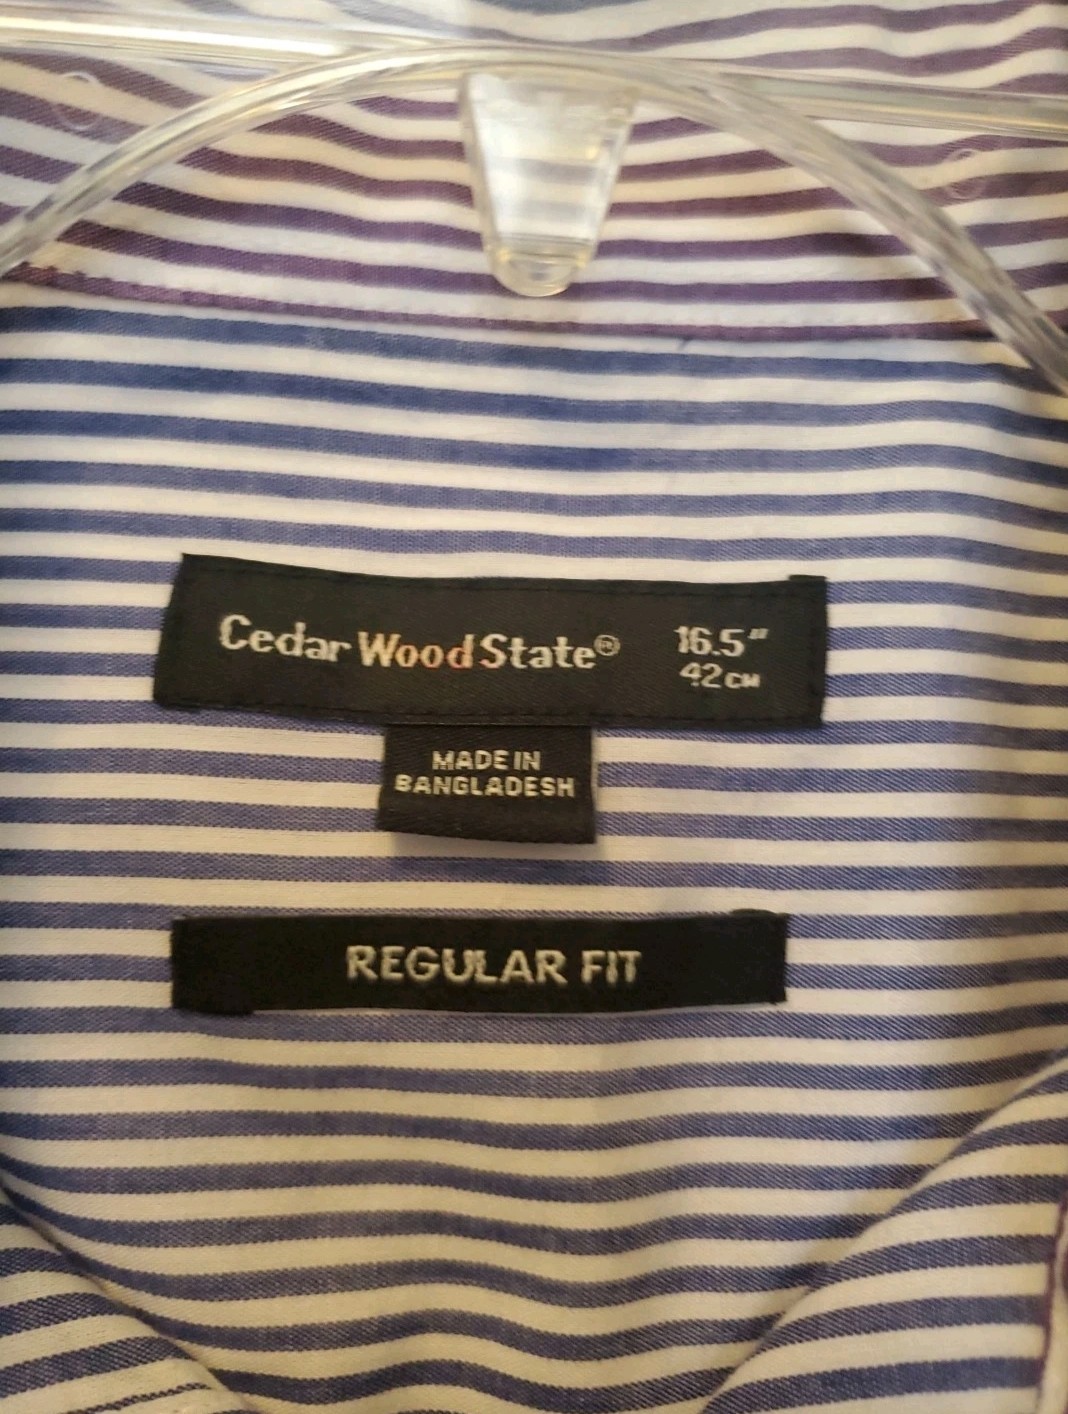 Cedar Wood State® 16.5"
42 CM
MADE IN
BANGLADESH
REGULAR FIT